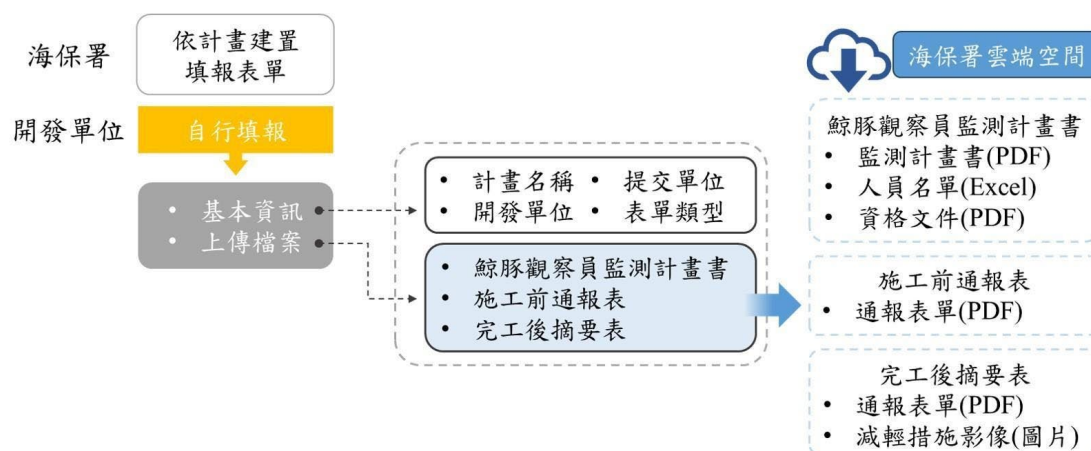 海保署
依計畫建置
填報表單
開發單位
自行填報
• 基本資訊
• 上傳檔案
• 計畫名稱 • 提交單位
• 開發單位 • 表單類型
• 鯨豚觀察員監測計畫書
• 施工前通報表
• 完工後摘要表
海保署雲端空間
鯨豚觀察員監測計畫書
• 監測計畫書(PDF)
• 人員名單(Excel)
• 資格文件(PDF)
施工前通報表
• 通報表單(PDF)
完工後摘要表
• 通報表單(PDF)
• 減輕措施影像(圖片)